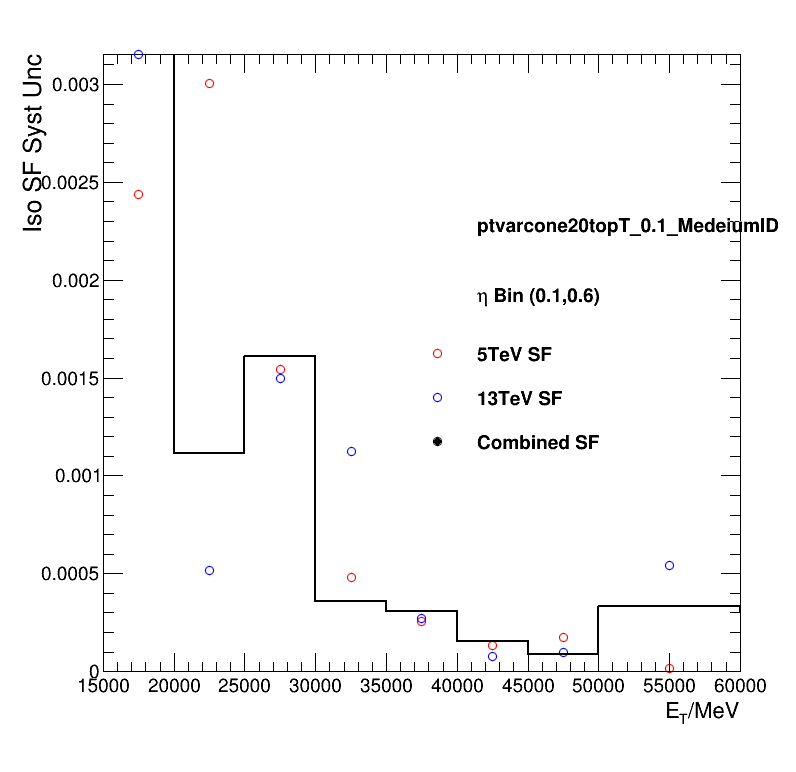 Iso SF Syst Unc
0.003
0.0025
0.002
0.0015
0.001
0.0005
0
ptvarcone20topT_0.1_MedeiumID
η Bin (0.1,0.6)
5TeV SF
13TeV SF
Combined SF
15000 20000 25000 30000 35000 40000 45000 50000 55000 60000
E_T/MeV